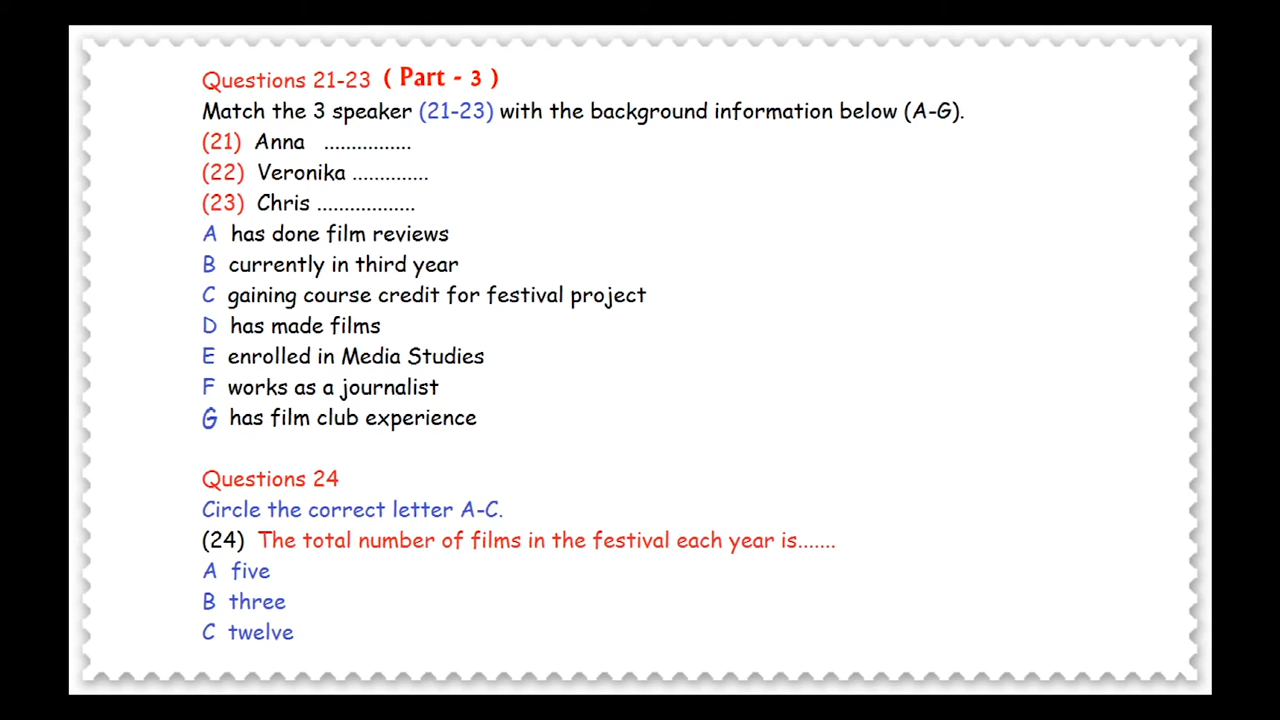 Questions 21-23 ( Part - 3 )
Match the 3 speaker (21-23) with the background information below (A-G).
(21) Anna ................
(22) Veronika ..............
(23) Chris ..................
A has done film reviews
B currently in third year
C gaining course credit for festival project
D has made films
E enrolled in Media Studies
F works as a journalist
G has film club experience
Questions 24
Circle the correct letter A-C.
(24) The total number of films in the festival each year is.......
A five
B three
C twelve